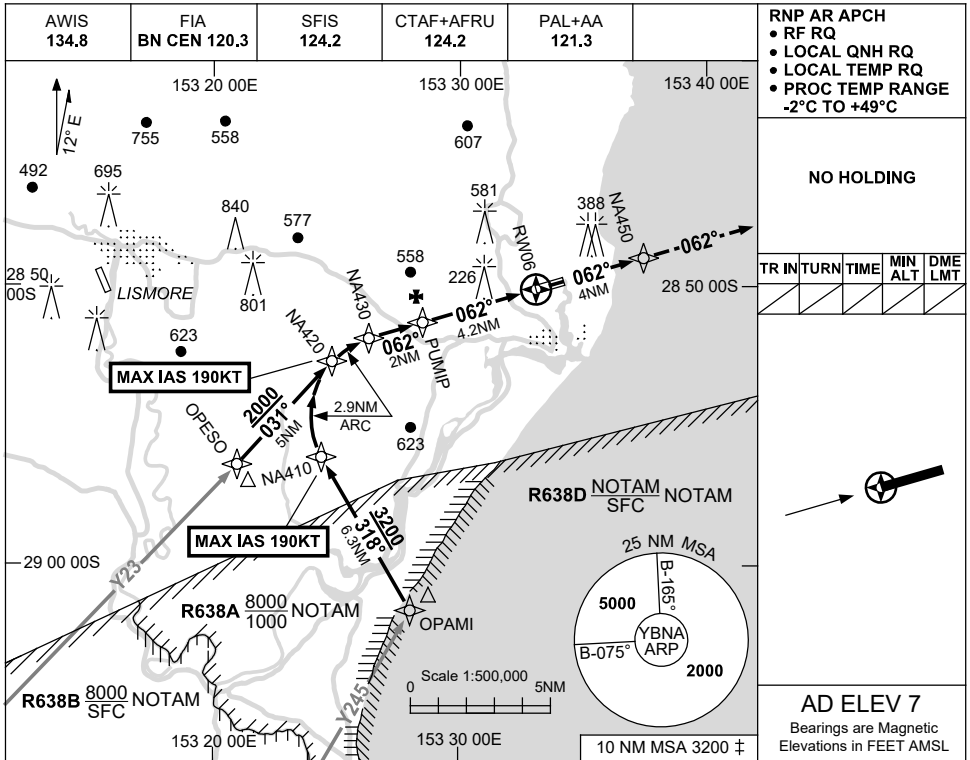 AWIS
134.8
FIA
BN CEN 120.3
SFIS
124.2
CTAF+AFRU
124.2
PAL+AA
121.3
RNP AR APCH
• RF RQ
• LOCAL QNH RQ
• LOCAL TEMP RQ
• PROC TEMP RANGE
-2°C TO +49°C
NO HOLDING
TR IN
TURN
TIME
MIN ALT
DME LMT
153 20 00E
153 30 00E
153 40 00E
12° E
755
558
607
492
695
840
577
581
388
NA450
062°
RW06
558
226
062°
4NM
28 50 00S
LISMORE
801
28 50 00S
NA430
062°
4.2NM
NA420
062°
2NM
PUMIP
623
MAX IAS 190KT
2000
031°
5NM
2.9NM
ARC
OPESO
623
NA410
R638D NOTAM
SFC NOTAM
MAX IAS 190KT
3200
318°
6.3NM
25 NM MSA
29 00 00S
Y23
B-165°
R638A 8000
1000 NOTAM
5000
OPAMI
YBNA
ARP
B-075°
2000
Scale 1:500,000
0
5NM
R638B 8000
SFC NOTAM
Y245
AD ELEV 7
Bearings are Magnetic
Elevations in FEET AMSL
153 20 00E
153 30 00E
10 NM MSA 3200 ‡